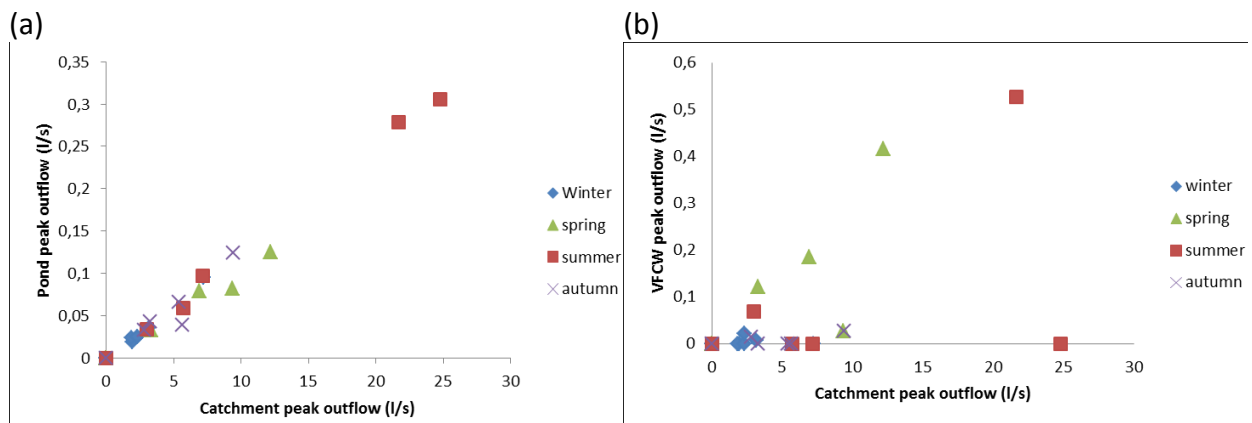 (a)
0,35
0,3
0,25
0,2
0,15
0,1
0,05
0
0 5 10 15 20 25 30
Pond peak outflow (l/s)
Catchment peak outflow (l/s)
Winter
spring
summer
autumn
(b)
0,6
0,5
0,4
0,3
0,2
0,1
0
0 5 10 15 20 25 30
VFCW peak outflow (l/s)
Catchment peak outflow (l/s)
winter
spring
summer
autumn